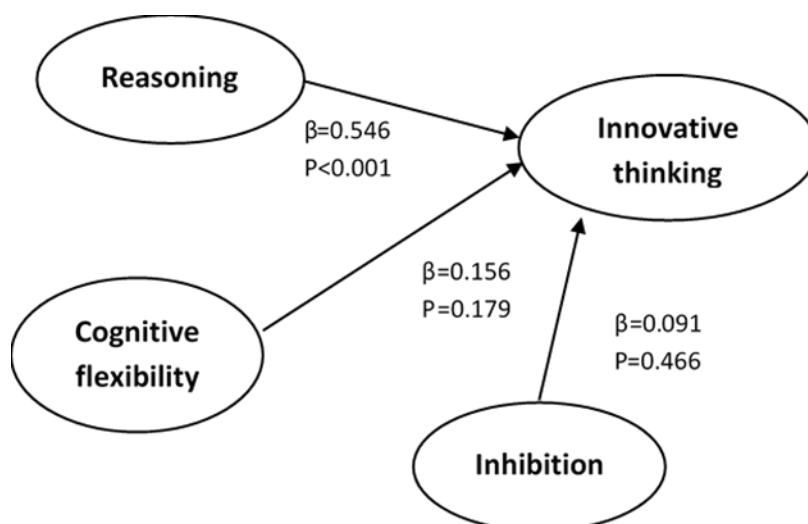 Reasoning
β=0.546
P<0.001
Innovative
thinking
Cognitive
flexibility
β=0.156
P=0.179
β=0.091
P=0.466
Inhibition